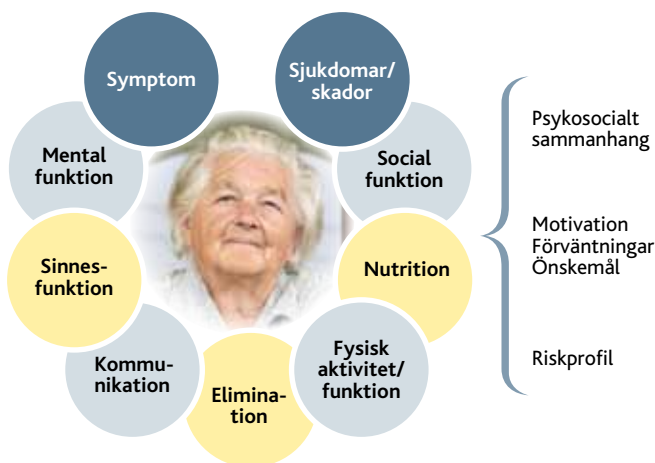 Symptom
Sjukdomar/
skador
Mental
funktion
Social
funktion
Sinnes-
funktion
Nutrition
Kommu-
nikation
Elimina-
tion
Fysisk
aktivitet/
funktion
Psykosocialt
sammanhang
Motivation
Förväntningar
Önskemål
Riskprofil